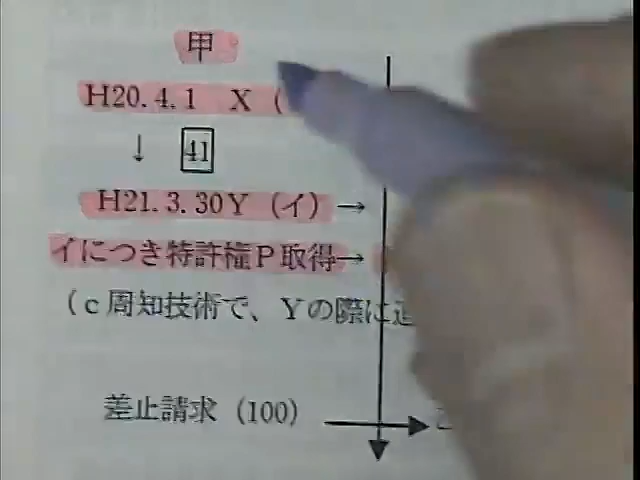 甲
H20.4.1 X (
↓ 41
H21.3.30 Y (イ) →
イにつき特許権P取得→
(c周知技術で、Yの際に
差止請求 (100)